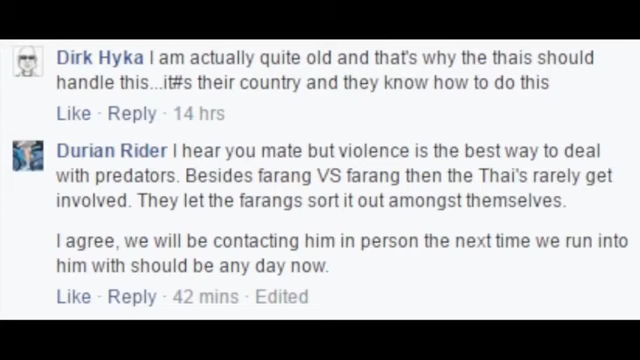 Dirk Hyka I am actually quite old and that's why the thais should
handle this...it#s their country and they know how to do this
Like · Reply · 14 hrs
Durian Rider I hear you mate but violence is the best way to deal
with predators. Besides farang VS farang then the Thai's rarely get
involved. They let the farangs sort it out amongst themselves.
I agree, we will be contacting him in person the next time we run into
him with should be any day now.
Like · Reply · 42 mins · Edited